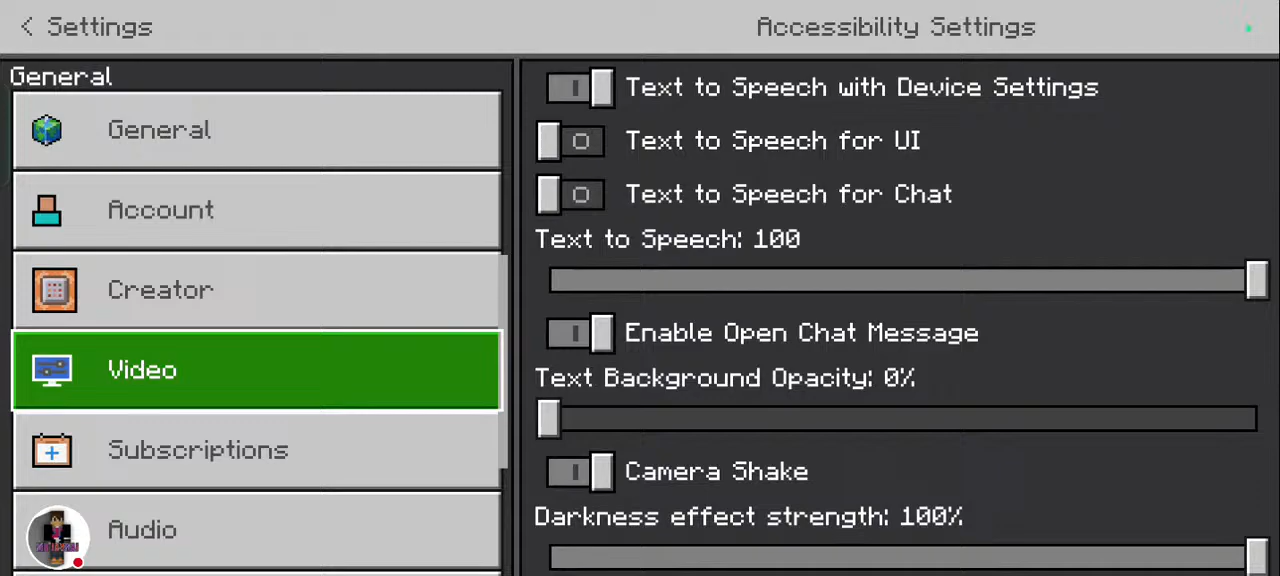 Settings
Accessibility Settings
General
General
Account
Creator
Video
Subscriptions
Audio
Text to Speech with Device Settings
Text to Speech for UI
Text to Speech for Chat
Text to Speech: 100
Enable Open Chat Message
Text Background Opacity: 0%
Camera Shake
Darkness effect strength: 100%